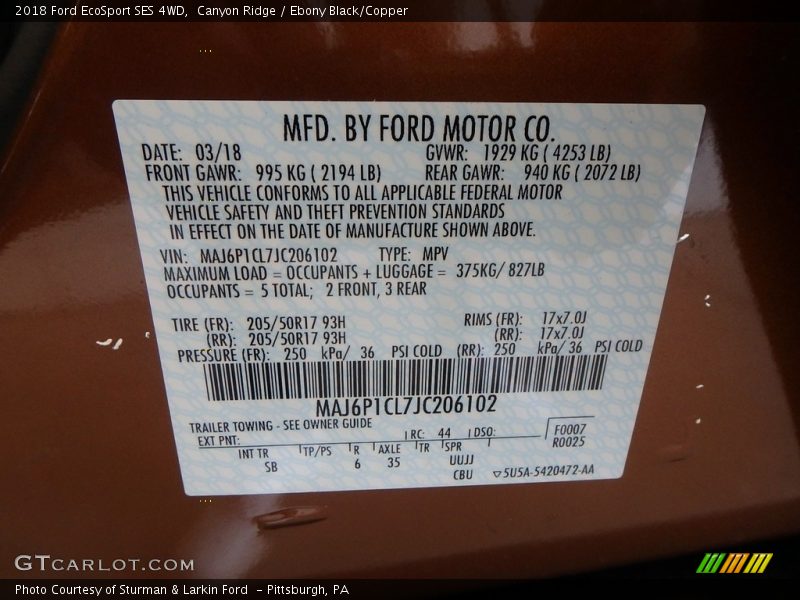 2018 Ford EcoSport SES 4WD,  Canyon Ridge / Ebony Black/Copper
MFD. BY FORD MOTOR CO.
DATE: 03/18 GVWR: 1929 KG ( 4253 LB)
FRONT GAWR: 995 KG ( 2194 LB) REAR GAWR: 940 KG ( 2072 LB)
THIS VEHICLE CONFORMS TO ALL APPLICABLE FEDERAL MOTOR
VEHICLE SAFETY AND THEFT PREVENTION STANDARDS
IN EFFECT ON THE DATE OF MANUFACTURE SHOWN ABOVE.
VIN: MAJ6P1CL7JC206102 TYPE: MPV
MAXIMUM LOAD = OCCUPANTS + LUGGAGE = 375KG/ 827LB
OCCUPANTS = 5 TOTAL; 2 FRONT, 3 REAR
TIRE (FR): 205/50R17 93H RIMS (FR): 17x7.0J
(RR): 205/50R17 93H (RR): 17x7.0J
PRESSURE (FR): 250 kPa/ 36 PSI COLD (RR): 250 kPa/ 36 PSI COLD
MAJ6P1CL7JC206102
TRAILER TOWING - SEE OWNER GUIDE
EXT PNT: RC: 44 DSO: F0007
R0025
INT TR TP/PS R AXLE TR SPR
SB 6 35 UUJJ
CBU 5U5A-5420472-AA
GTCARLOT.COM
Photo Courtesy of Sturman & Larkin Ford  - Pittsburgh, PA